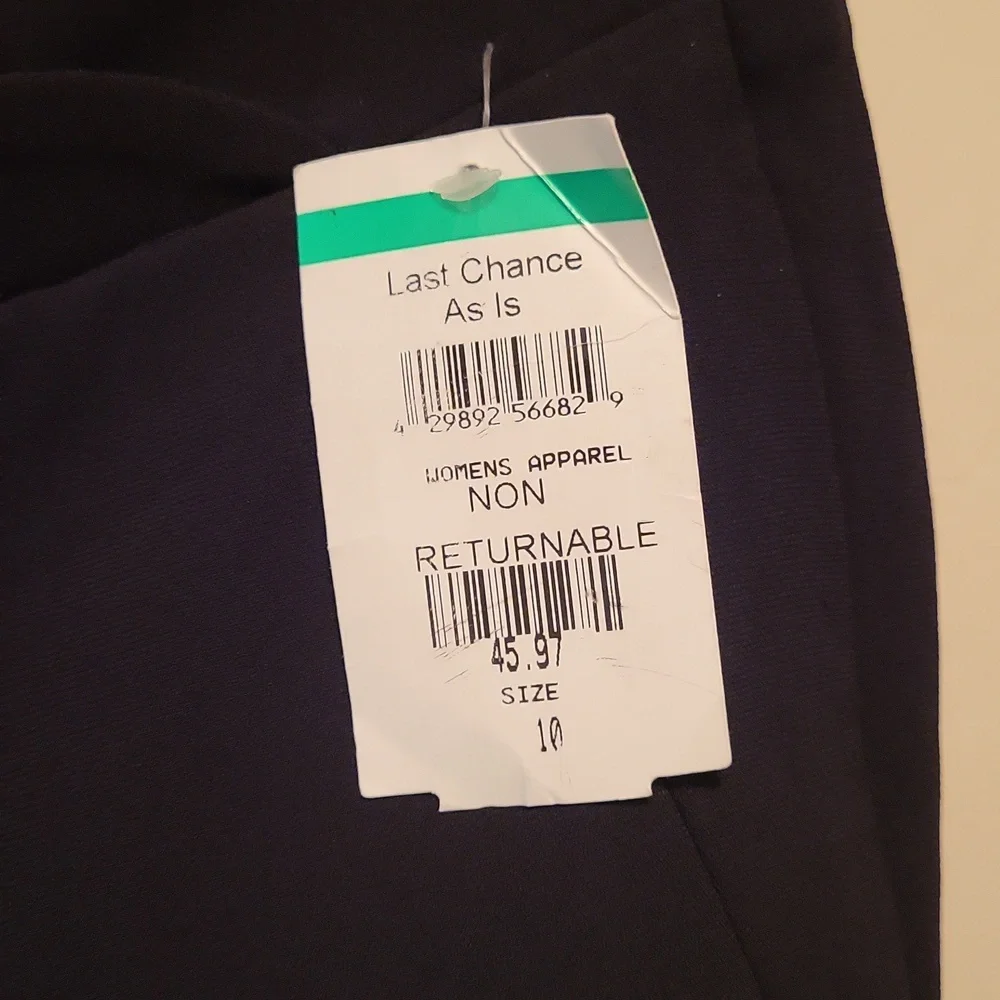 Last Chance
As Is
4 29892 56682 9
WOMENS APPAREL
NON
RETURNABLE
45.97
SIZE
10